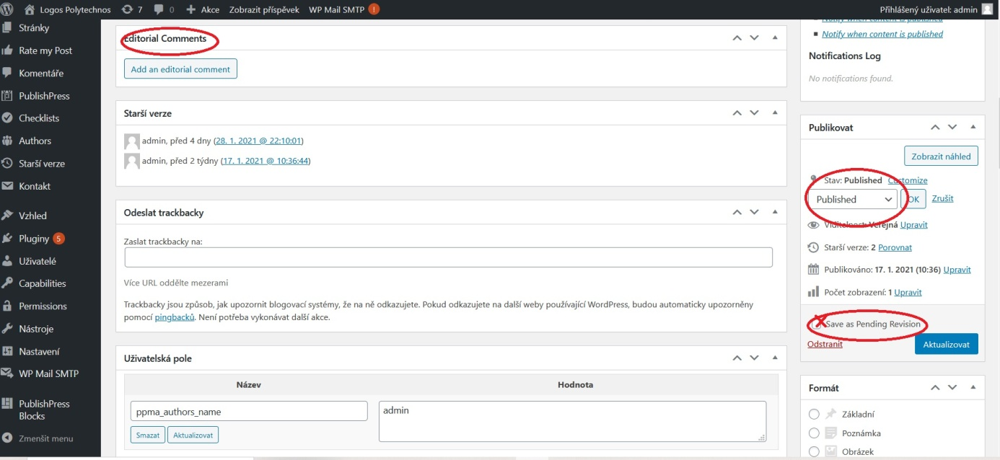 Logos Polytechnos 7 0 Akce Zobrazit příspěvek WP Mail SMTP ! Přihlášený uživatel: admin
Stránky
Rate my Post
Komentáře
PublishPress
Checklists
Authors
Starší verze
Kontakt
Vzhled
Pluginy 5
Uživatelé
Capabilities
Permissions
Nástroje
Nastavení
WP Mail SMTP
PublishPress
Blocks
Zmenšit menu
Editorial Comments
Add an editorial comment
Starší verze
admin, před 4 dny (28. 1. 2021 @ 22:10:01)
admin, před 2 týdny (17. 1. 2021 @ 10:36:44)
Odeslat trackbacky
Zaslat trackbacky na:
Více URL oddělte mezerami
Trackbacky jsou způsob, jak upozornit blogovací systémy, že na ně odkazujete. Pokud odkazujete na další weby používající WordPress, budou automaticky upozorněny
pomocí pingbacků. Není potřeba vykonávat další akce.
Uživatelská pole
Název Hodnota
ppma_authors_name admin
Smazat Aktualizovat
Notify when content is published
Notify when content is published
Notifications Log
No notifications found.
Publikovat
Zobrazit náhled
Stav: Published Customize
Published OK Zrušit
Viditelnost: Veřejná Upravit
Starší verze: 2 Porovnat
Publikováno: 17. 1. 2021 (10:36) Upravit
Počet zobrazení: 1 Upravit
Save as Pending Revision
Odstranit Aktualizovat
Formát
Základní
Poznámka
Obrázek